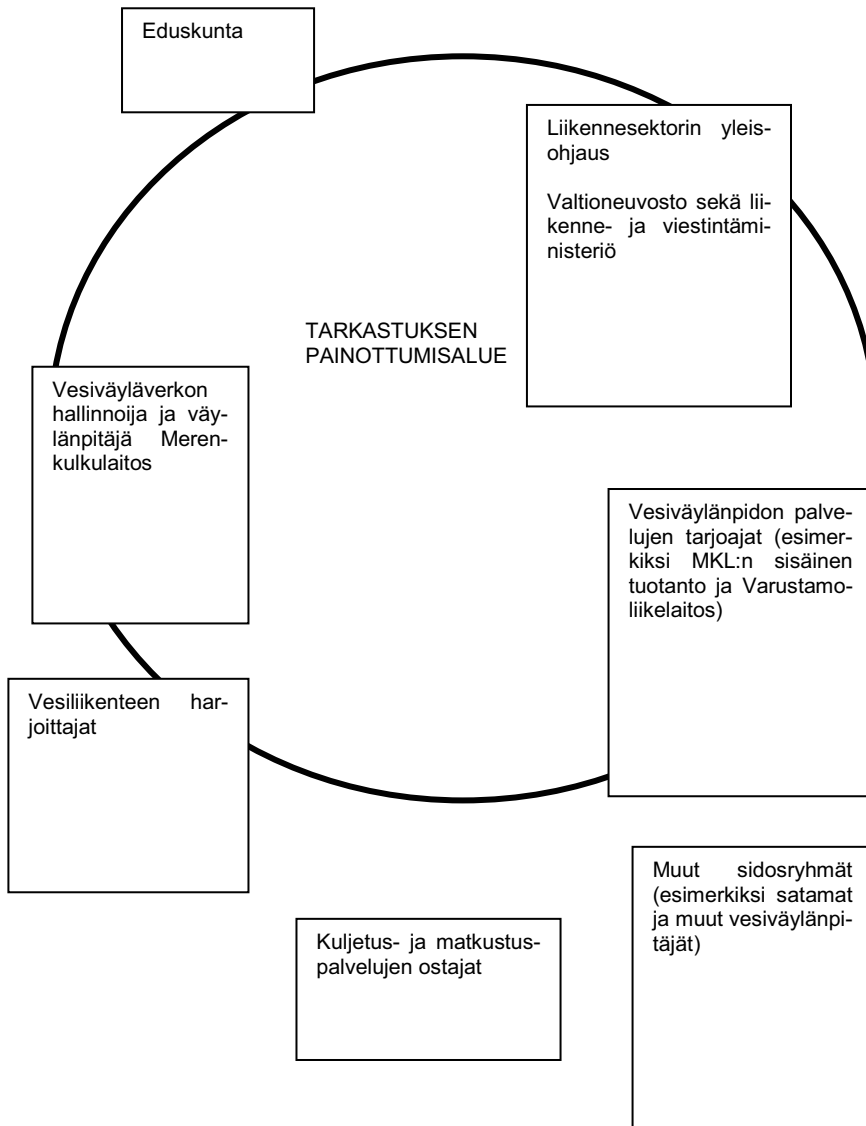 Eduskunta
Liikennesektorin yleis-
ohjaus
Valtioneuvosto sekä lii-
kenne- ja viestintämi-
nisteriö
TARKASTUKSEN
PAINOTTUMISALUE
Vesiväyläverkon
hallinnoija ja väy-
länpitäjä Meren-
kulkulaitos
Vesiväylänpidon palve-
lujen tarjoajat (esimer-
kiksi MKL:n sisäinen
tuotanto ja Varustamo-
liikelaitos)
Vesiliikenteen har-
joittajat
Muut sidosryhmät
(esimerkiksi satamat
ja muut vesiväylänpi-
täjät)
Kuljetus- ja matkustus-
palvelujen ostajat